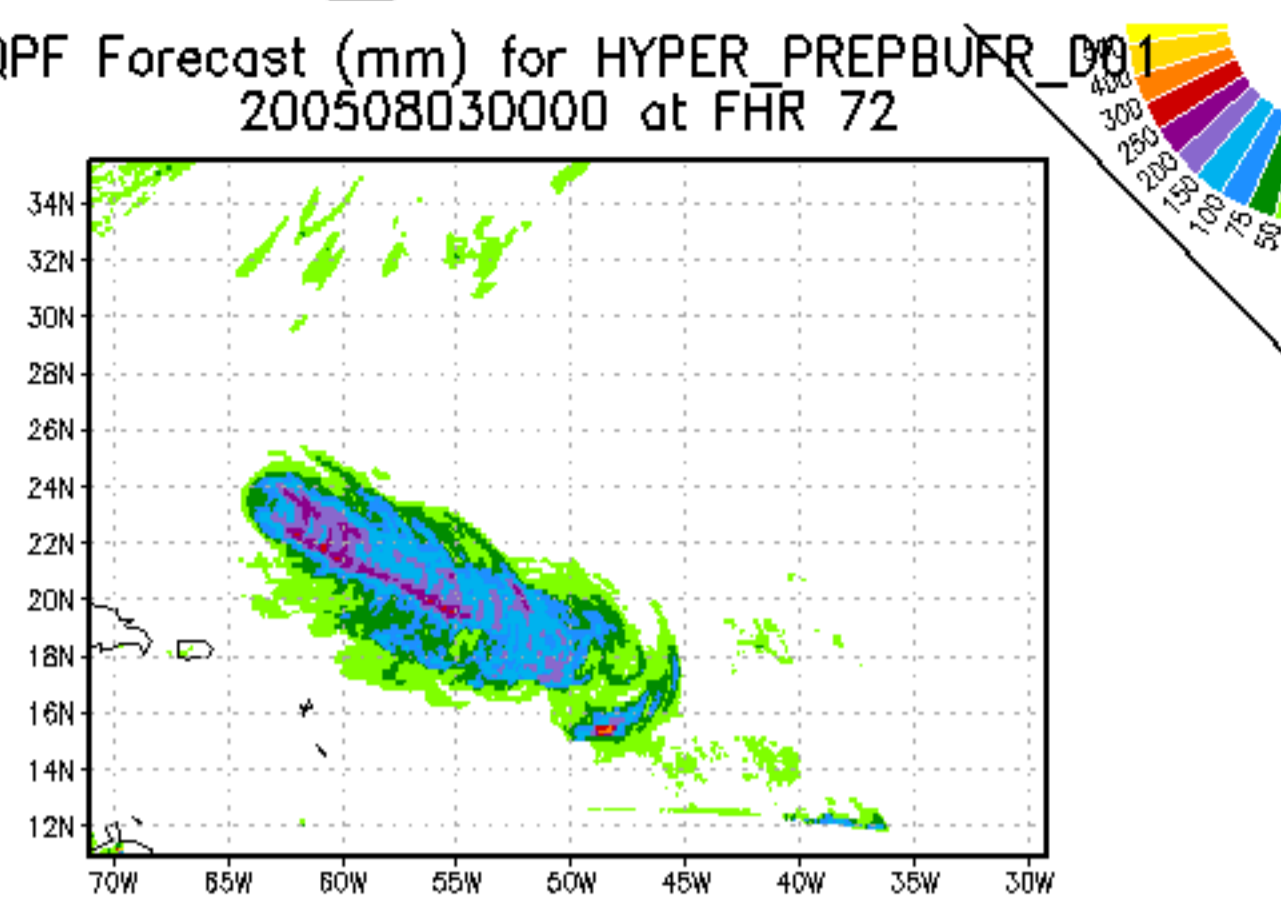 QPF Forecast (mm) for HYPER_PREPBUFR_D01
200508030000 at FHR 72
400
300
250
200
150
100
75
50
34N
32N
30N
28N
26N
24N
22N
20N
18N
16N
14N
12N
70W 65W 60W 55W 50W 45W 40W 35W 30W